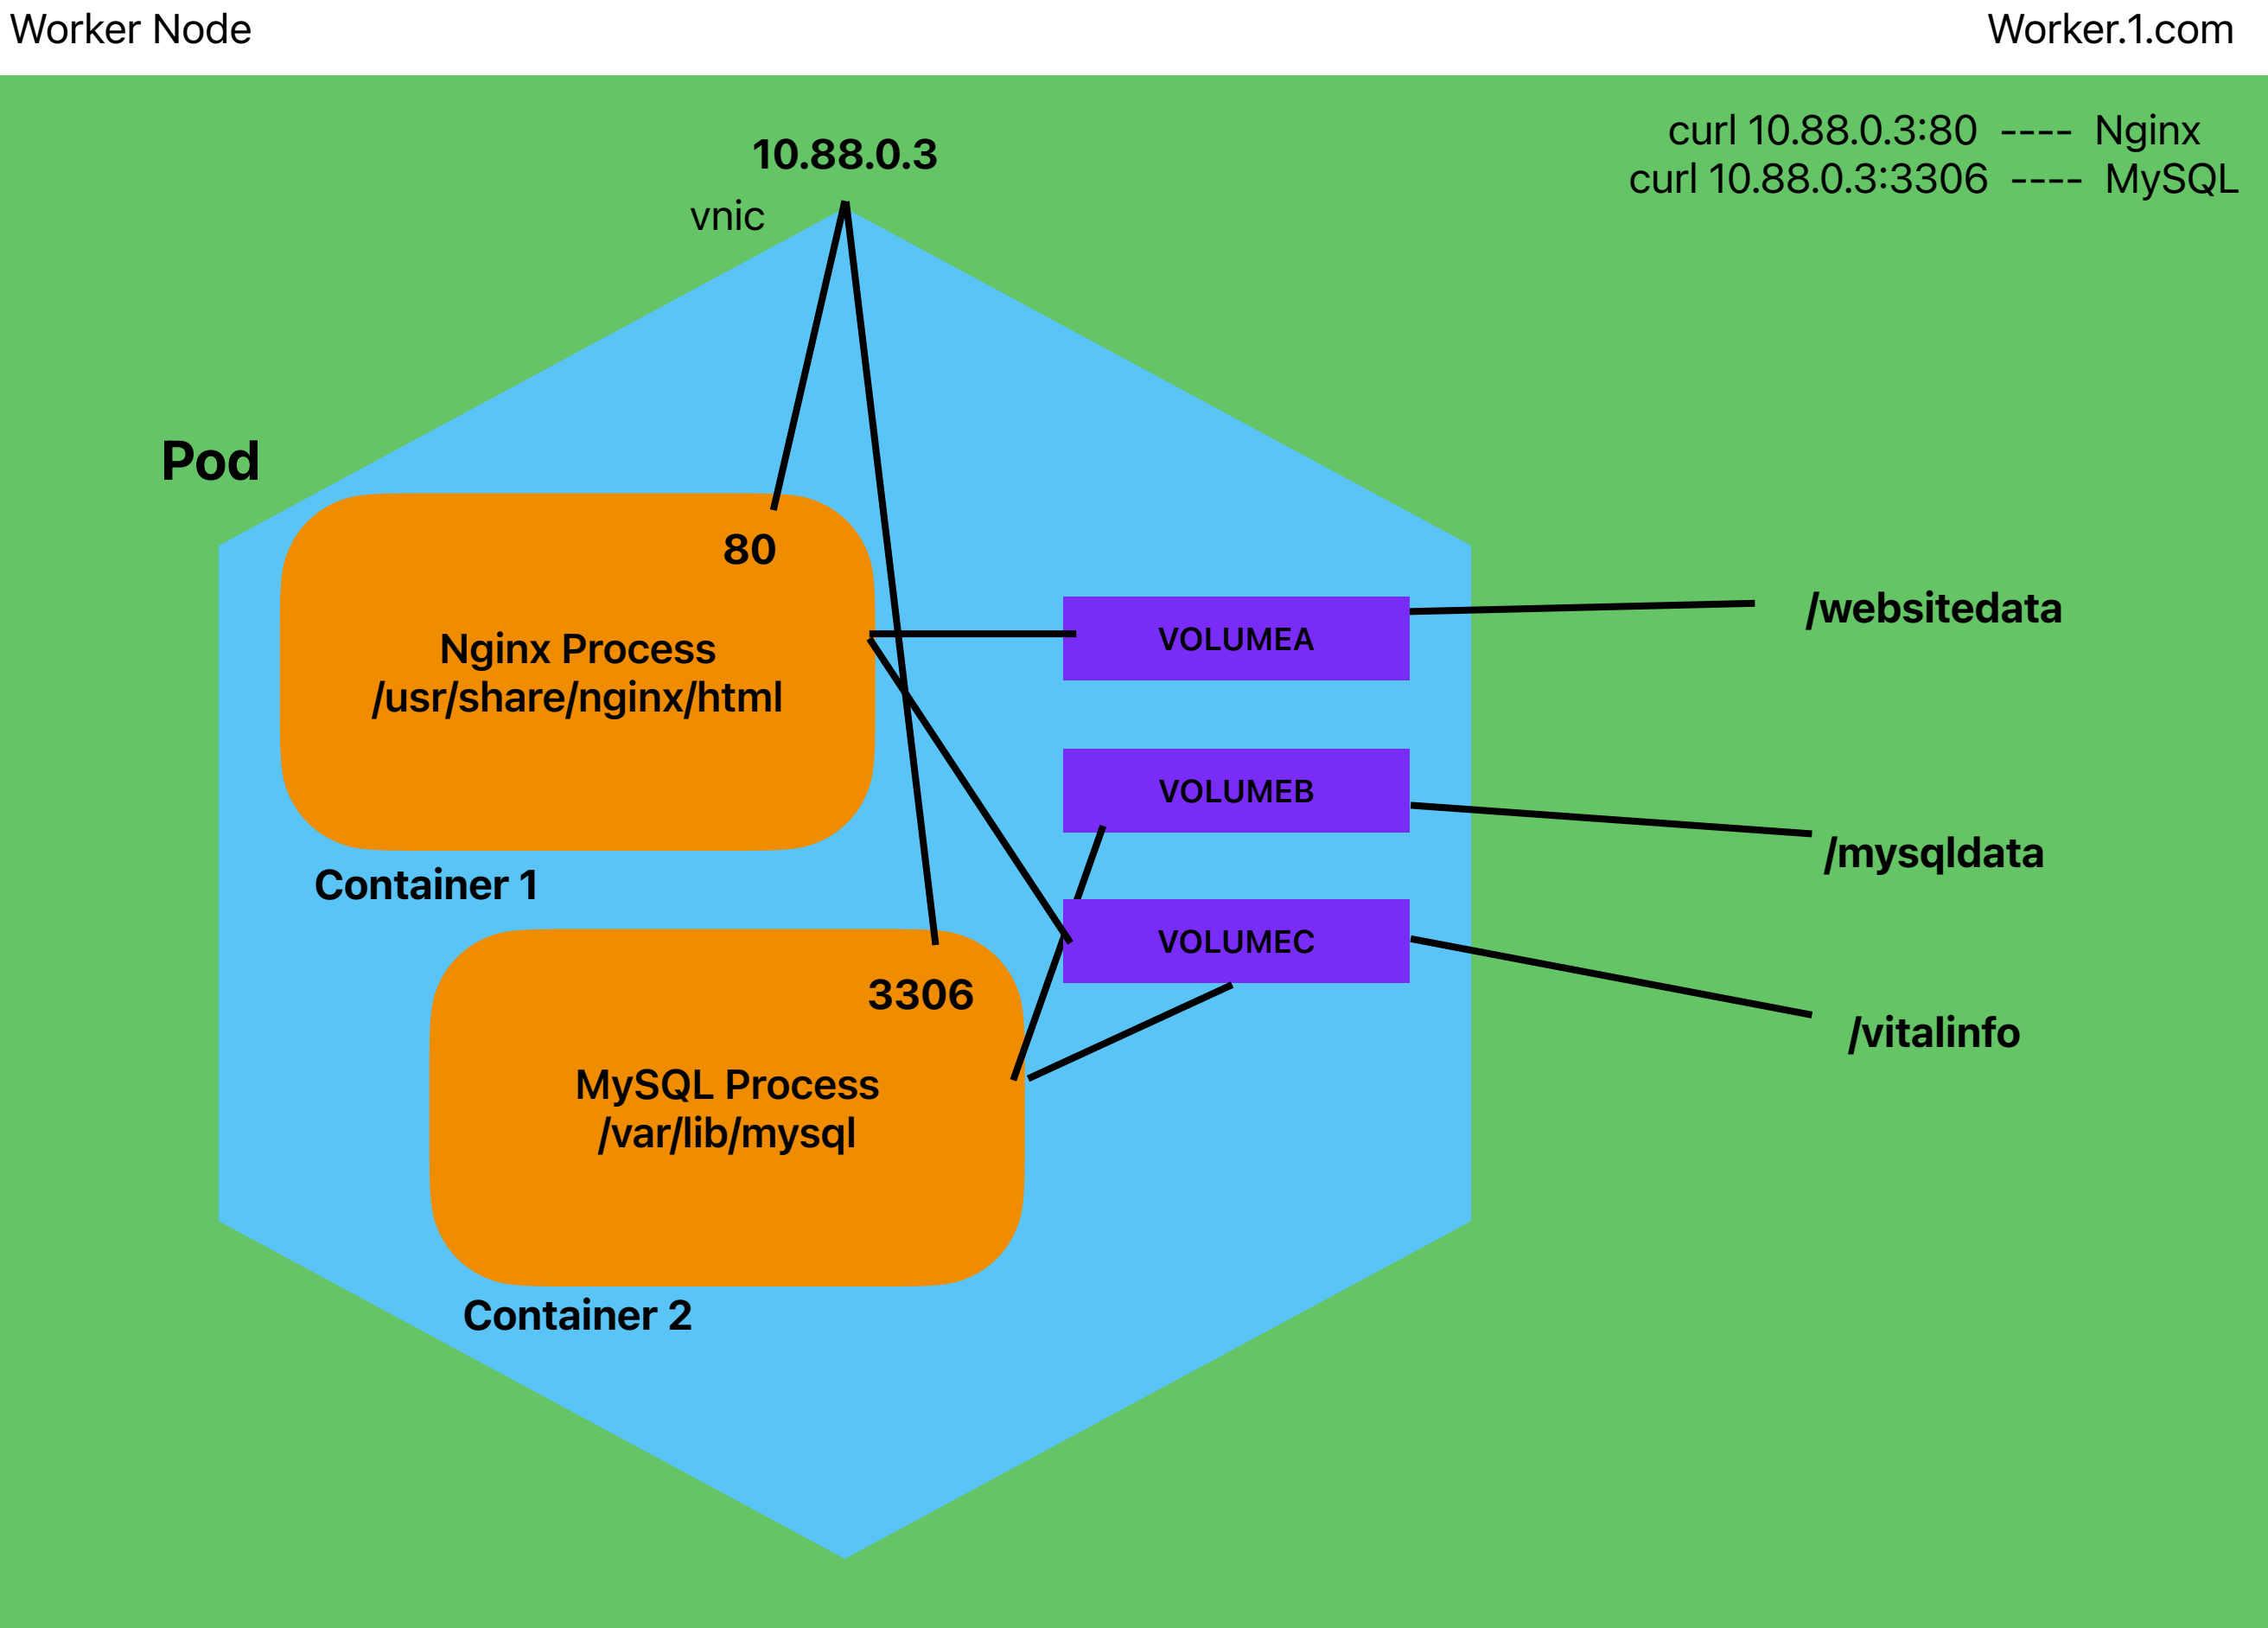 Worker Node
Worker.1.com
curl 10.88.0.3:80 ---- Nginx
curl 10.88.0.3:3306 ---- MySQL
10.88.0.3
vnic
Pod
80
Nginx Process
/usr/share/nginx/html
Container 1
VOLUMEA
/websitedata
VOLUMEB
/mysqldata
VOLUMEC
/vitalinfo
3306
MySQL Process
/var/lib/mysql
Container 2